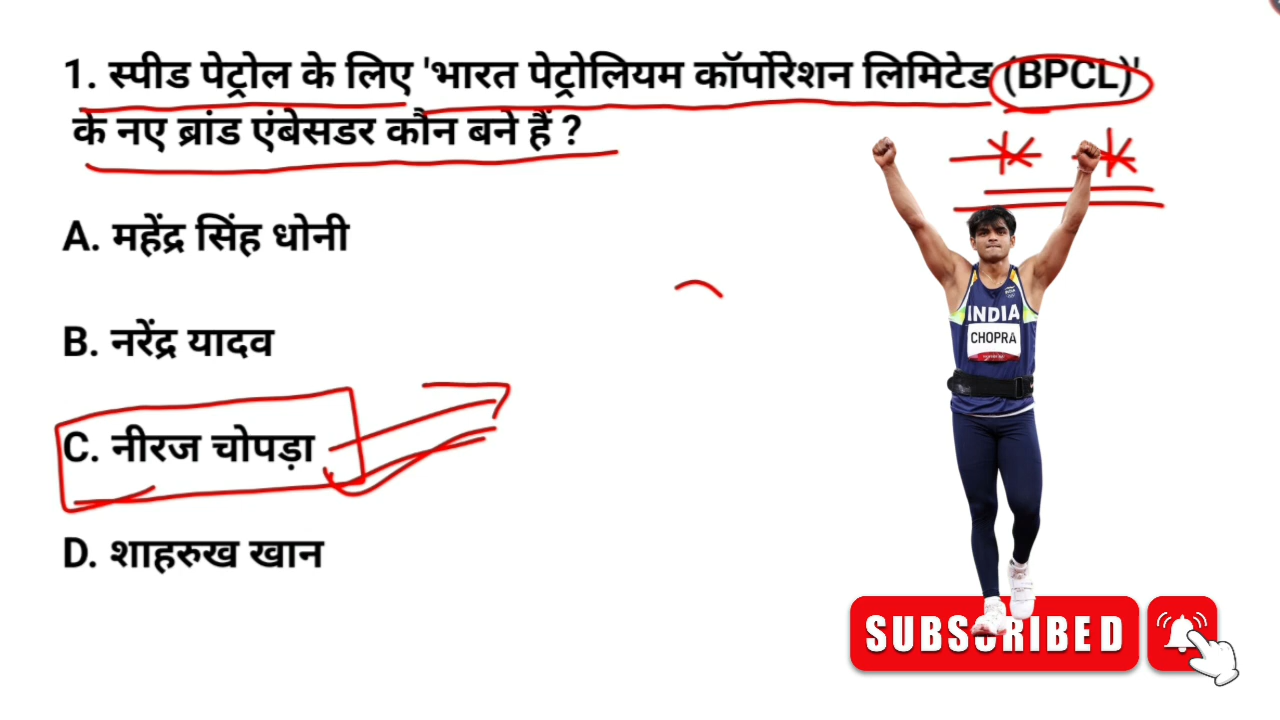 1. स्पीड पेट्रोल के लिए 'भारत पेट्रोलियम कॉर्पोरेशन लिमिटेड (BPCL)'
के नए ब्रांड एंबेसडर कौन बने हैं ?
A. महेंद्र सिंह धोनी
B. नरेंद्र यादव
C. नीरज चोपड़ा
D. शाहरुख खान
INDIA
CHOPRA
SUBSCRIBED